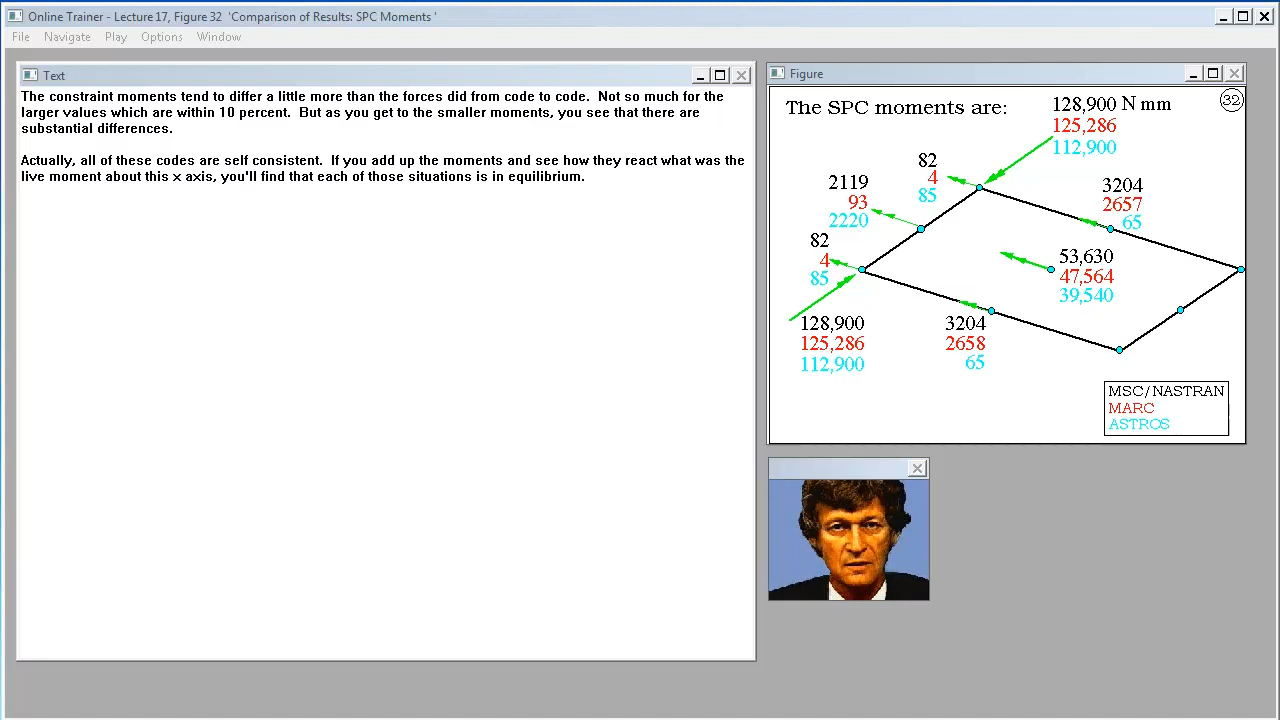 Online Trainer - Lecture 17, Figure 32 'Comparison of Results: SPC Moments '
File Navigate Play Options Window
Text
The constraint moments tend to differ a little more than the forces did from code to code. Not so much for the
larger values which are within 10 percent. But as you get to the smaller moments, you see that there are
substantial differences.
Actually, all of these codes are self consistent. If you add up the moments and see how they react what was the
live moment about this x axis, you'll find that each of those situations is in equilibrium.
Figure
The SPC moments are:
32
128,900 N mm
125,286
112,900
82
4
85
2119
93
2220
3204
2657
65
82
4
85
53,630
47,564
39,540
128,900
125,286
112,900
3204
2658
65
MSC/NASTRAN
MARC
ASTROS